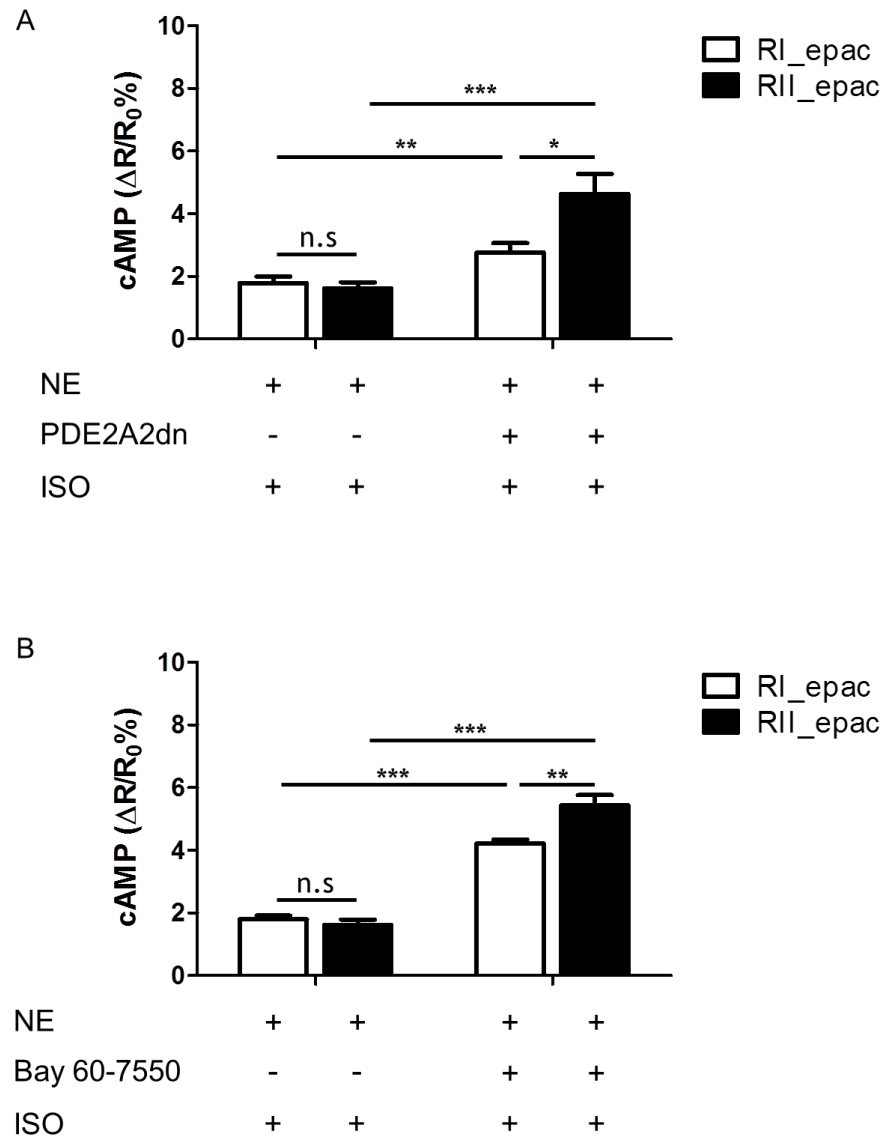 A
cAMP (ΔR/R₀%)
10
8
6
4
2
0
RI_epac
RII_epac
***
** *
n.s
NE + + + +
PDE2A2dn - - + +
ISO + + + +
B
cAMP (ΔR/R₀%)
10
8
6
4
2
0
RI_epac
RII_epac
***
*** **
n.s
NE + + + +
Bay 60-7550 - - + +
ISO + + + +